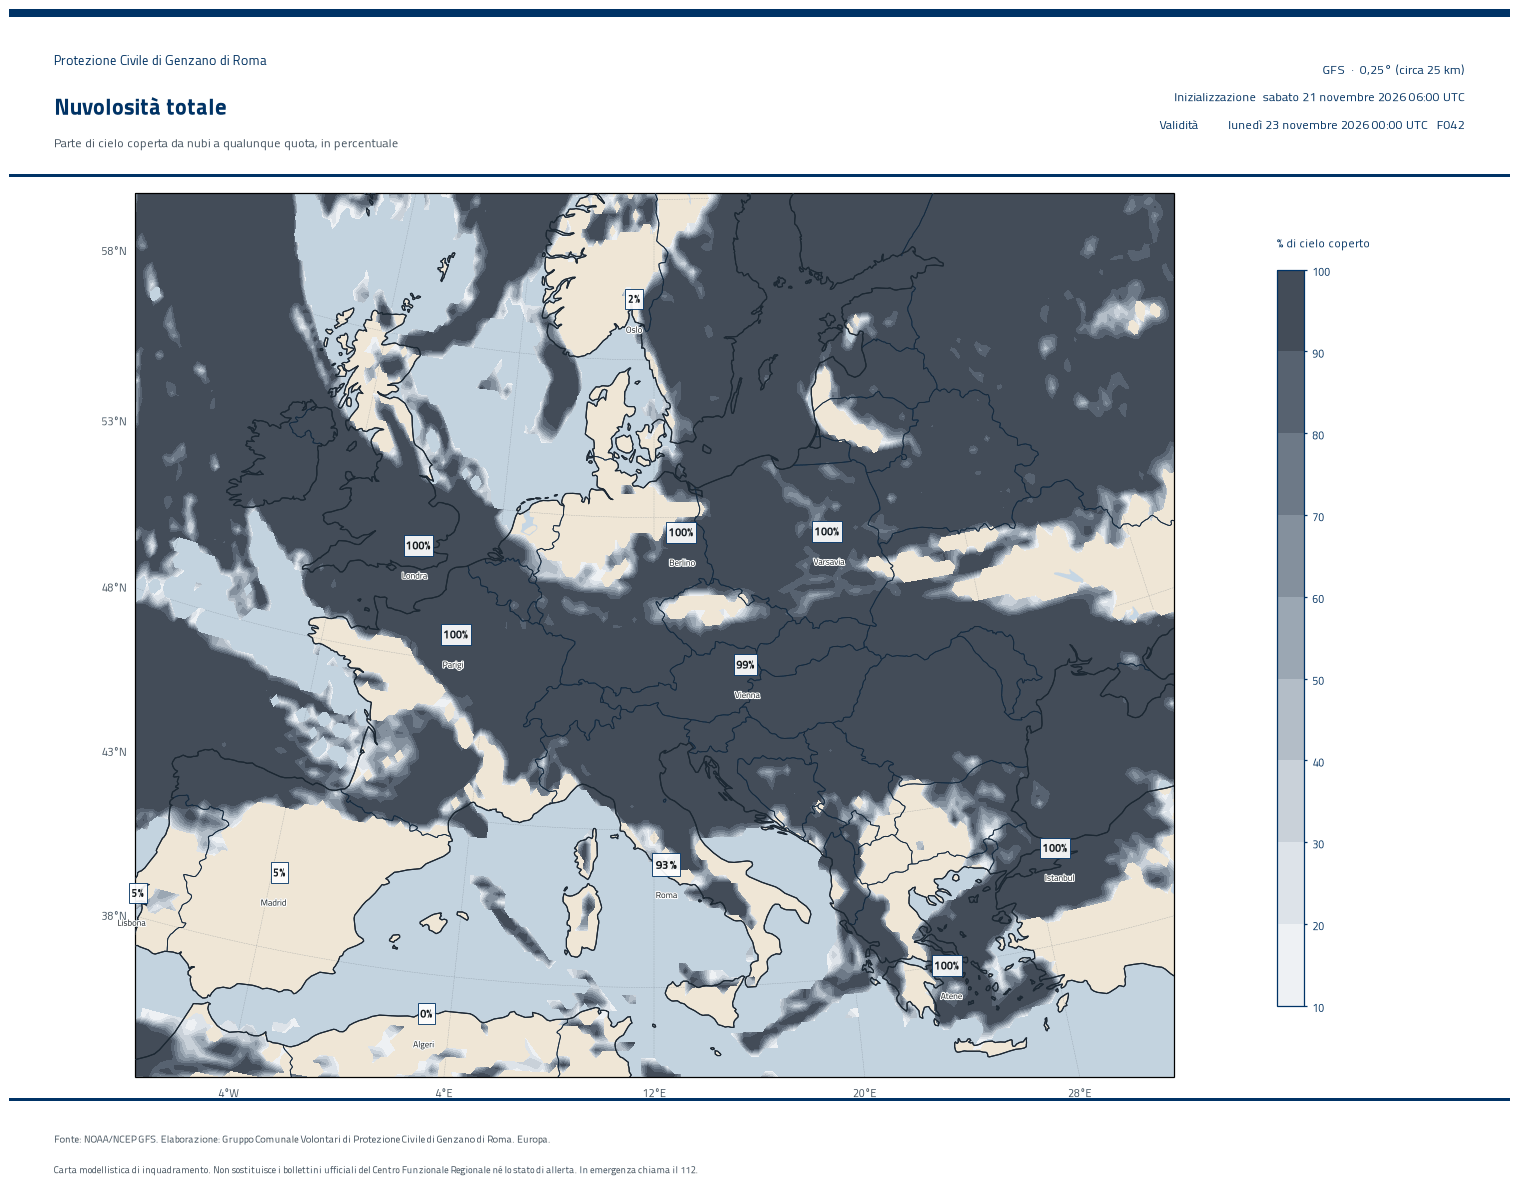 Protezione Civile di Genzano di Roma
Nuvolosità totale
Parte di cielo coperta da nubi a qualunque quota, in percentuale
GFS · 0,25° (circa 25 km)
Inizializzazione sabato 21 novembre 2026 06:00 UTC
Validità lunedì 23 novembre 2026 00:00 UTC F042
% di cielo coperto
100
90
80
70
60
50
40
30
20
10
58°N
53°N
48°N
43°N
38°N
4°W
4°E
12°E
20°E
28°E
2%
Oslo
100%
Londra
100%
Berlino
100%
Varsavia
100%
Parigi
99%
Vienna
100%
Istanbul
93%
Roma
5%
Madrid
5%
Lisbona
100%
Atene
0%
Algeri
Fonte: NOAA/NCEP GFS. Elaborazione: Gruppo Comunale Volontari di Protezione Civile di Genzano di Roma. Europa.
Carta modellistica di inquadramento. Non sostituisce i bollettini ufficiali del Centro Funzionale Regionale né lo stato di allerta. In emergenza chiama il 112.